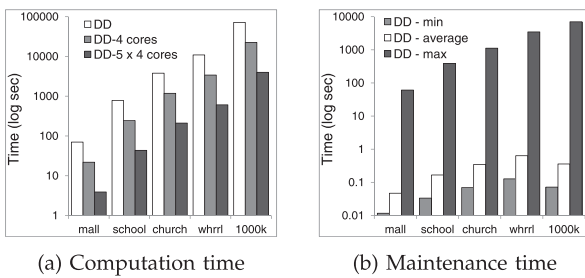 100000
10000
1000
100
10
1
Time (log sec)
DD
DD-4 cores
DD-5 x 4 cores
mall school church whrrl 1000k
(a) Computation time
10000
1000
100
10
1
0.1
0.01
Time (log sec)
DD - min
DD - average
DD - max
mall school church whrrl 1000k
(b) Maintenance time